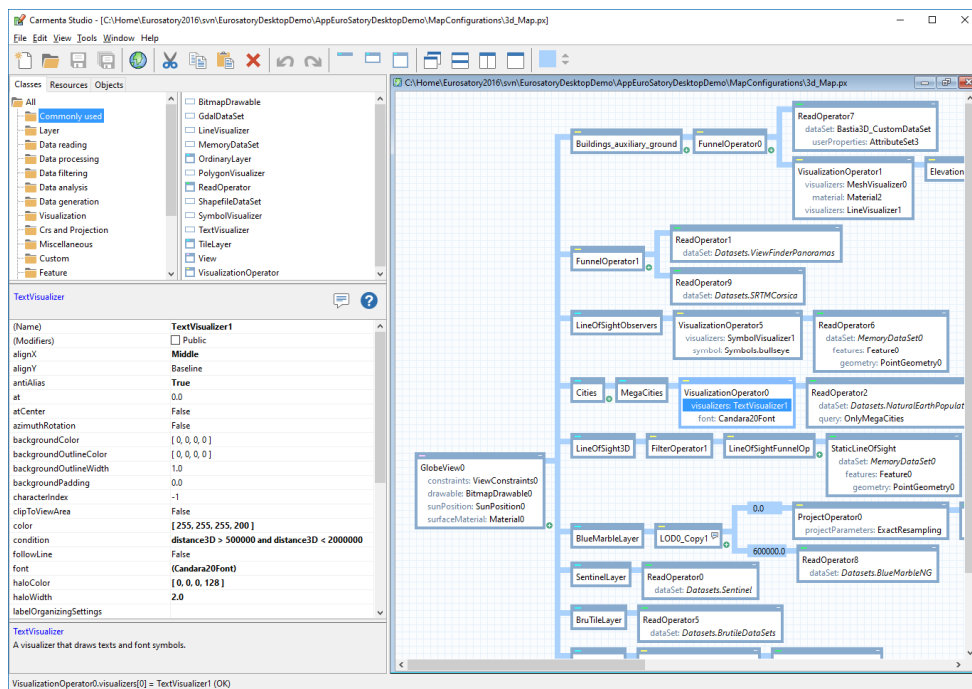 Carmenta Studio - [C:\Home\Eurosatory2016\svn\EurosatoryDesktopDemo\AppEuroSatoryDesktopDemo\MapConfigurations\3d_Map.px]
File Edit View Tools Window Help
Classes Resources Objects
All
Commonly used
Layer
Data reading
Data processing
Data filtering
Data analysis
Data generation
Visualization
Crs and Projection
Miscellaneous
Custom
Feature
BitmapDrawable
GdalDataSet
LineVisualizer
MemoryDataSet
OrdinaryLayer
PolygonVisualizer
ReadOperator
ShapefileDataSet
SymbolVisualizer
TextVisualizer
TileLayer
View
VisualizationOperator
TextVisualizer
(Name) TextVisualizer1
(Modifiers) Public
alignX Middle
alignY Baseline
antiAlias True
at 0.0
atCenter False
azimuthRotation False
backgroundColor [ 0, 0, 0, 0 ]
backgroundOutlineColor [ 0, 0, 0, 0 ]
backgroundOutlineWidth 1.0
backgroundPadding 0.0
characterIndex -1
clipToViewArea False
color [ 255, 255, 255, 200 ]
condition distance3D > 500000 and distance3D < 2000000
followLine False
font (Candara20Font)
haloColor [ 0, 0, 0, 128 ]
haloWidth 2.0
labelOrganizingSettings
TextVisualizer
A visualizer that draws texts and font symbols.
VisualizationOperator0.visualizers[0] = TextVisualizer1 (OK)
C:\Home\Eurosatory2016\svn\EurosatoryDesktopDemo\AppEuroSatoryDesktopDemo\MapConfigurations\3d_Map.px
GlobeView0
constraints: ViewConstraints0
drawable: BitmapDrawable0
sunPosition: SunPosition0
surfaceMaterial: Material0
Buildings_auxiliary_ground
FunnelOperator0
ReadOperator7
dataSet: Bastia3D_CustomDataSet
userProperties: AttributeSet3
VisualizationOperator1
visualizers: MeshVisualizer0
material: Material2
visualizers: LineVisualizer1
Elevation
FunnelOperator1
ReadOperator1
dataSet: Datasets.ViewFinderPanoramas
ReadOperator9
dataSet: Datasets.SRTMCorsica
LineOfSightObservers
VisualizationOperator5
visualizers: SymbolVisualizer1
symbol: Symbols.bullseye
ReadOperator6
dataSet: MemoryDataSet0
features: Feature0
geometry: PointGeometry0
Cities
MegaCities
VisualizationOperator0
visualizers: TextVisualizer1
font: Candara20Font
ReadOperator2
dataSet: Datasets.NaturalEarthPopulat
query: OnlyMegaCities
LineOfSight3D
FilterOperator1
LineOfSightFunnelOp
StaticLineOfSight
dataSet: MemoryDataSet0
features: Feature0
geometry: PointGeometry0
BlueMarbleLayer
LOD0_Copy1
0.0
ProjectOperator0
projectParameters: ExactResampling
600000.0
ReadOperator8
dataSet: Datasets.BlueMarbleNG
SentinelLayer
ReadOperator0
dataSet: Datasets.Sentinel
BruTileLayer
ReadOperator5
dataSet: Datasets.BrutileDataSets